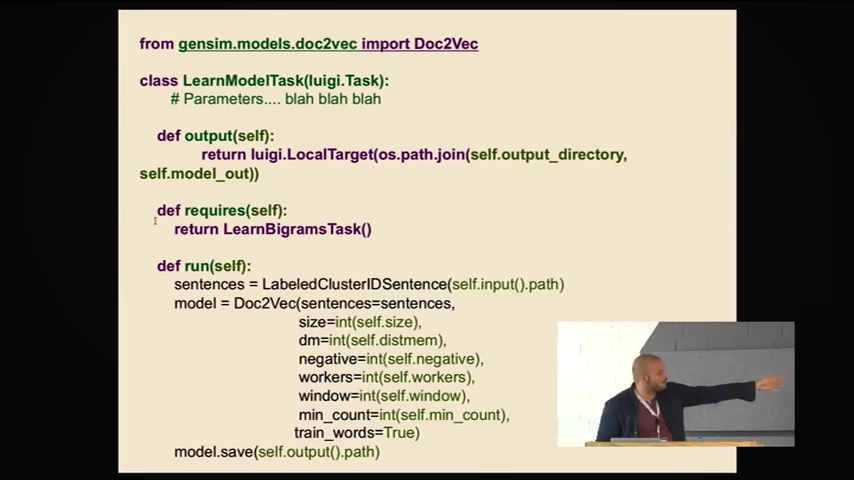 from gensim.models.doc2vec import Doc2Vec
class LearnModelTask(luigi.Task):
# Parameters.... blah blah blah
def output(self):
return luigi.LocalTarget(os.path.join(self.output_directory,
self.model_out))
def requires(self):
return LearnBigramsTask()
def run(self):
sentences = LabeledClusterIDSentence(self.input().path)
model = Doc2Vec(sentences=sentences,
size=int(self.size),
dm=int(self.distmem),
negative=int(self.negative),
workers=int(self.workers),
window=int(self.window),
min_count=int(self.min_count),
train_words=True)
model.save(self.output().path)